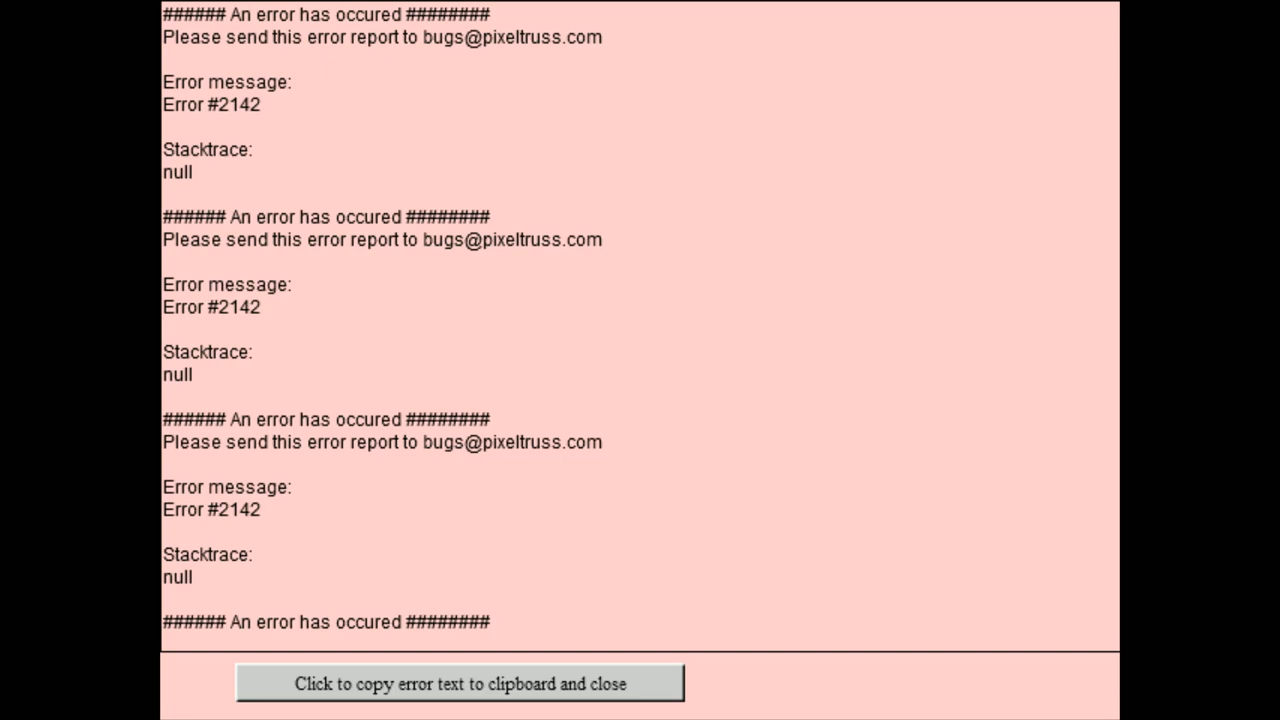 ###### An error has occured ########
Please send this error report to bugs@pixeltruss.com
Error message:
Error #2142
Stacktrace:
null
###### An error has occured ########
Please send this error report to bugs@pixeltruss.com
Error message:
Error #2142
Stacktrace:
null
###### An error has occured ########
Please send this error report to bugs@pixeltruss.com
Error message:
Error #2142
Stacktrace:
null
###### An error has occured ########
Click to copy error text to clipboard and close